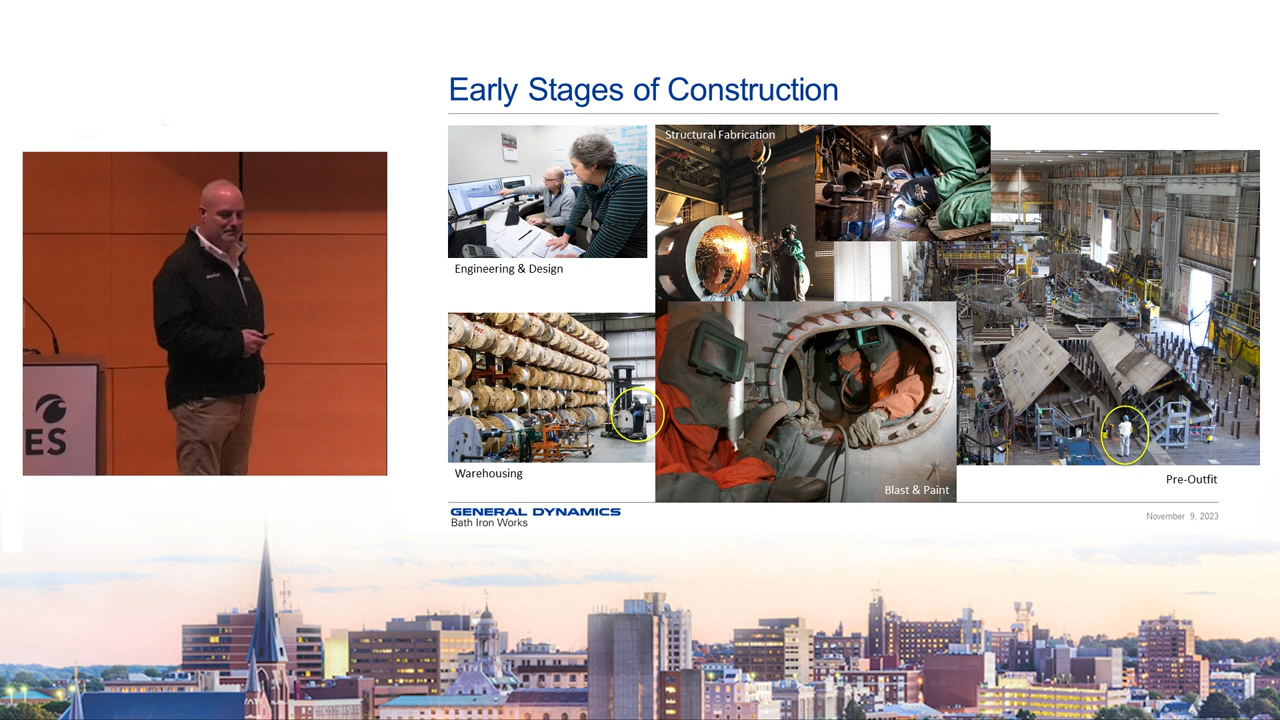 Early Stages of Construction
Structural Fabrication
Engineering & Design
Warehousing
Blast & Paint
Pre-Outfit
GENERAL DYNAMICS
Bath Iron Works
November 9, 2023
ES